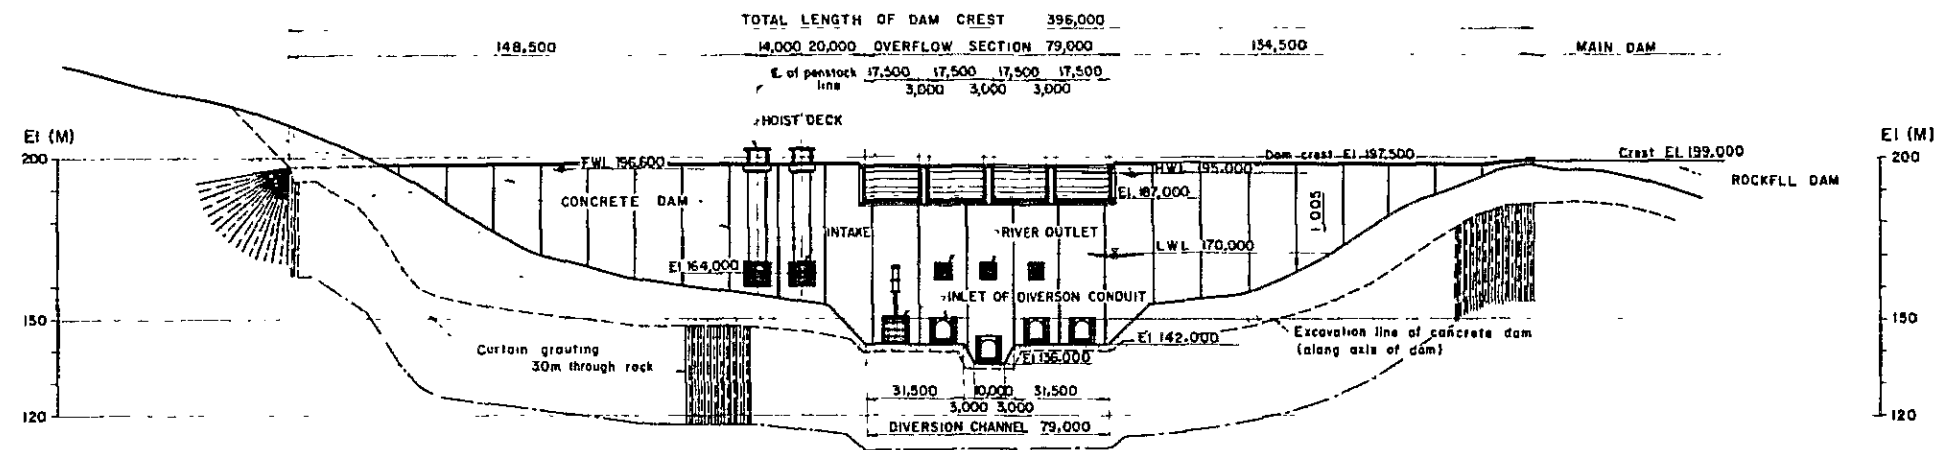 TOTAL LENGTH OF DAM CREST 396,000
148,500 14,000 20,000 OVERFLOW SECTION 79,000 134,500 MAIN DAM
℄ of penstock line 17,500 17,500 17,500 17,500
3,000 3,000 3,000
HOIST DECK
El (M) El (M)
200 FWL 196,600 Dam crest El. 197,500 Crest EL 199.000 200
HWL 195,000
ROCKFLL DAM
El. 187,000
CONCRETE DAM
INTAKE RIVER OUTLET
LWL 170,000
El 164,000
INLET OF DIVERSON CONDUIT
150 150
El 142.000
Excavation line of concrete dam
(along axis of dam)
Curtain grouting
30m through rock
El 136.000
31,500 10,000 31,500
3,000 3,000
120 120
DIVERSION CHANNEL 79,000